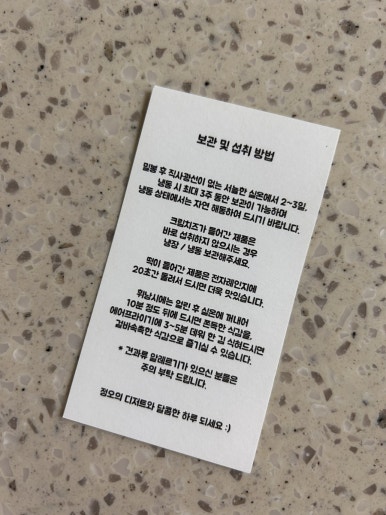 보관 및 섭취 방법
밀봉 후 직사광선이 없는 서늘한 실온에서 2~3일,
냉동 시 최대 3주 동안 보관이 가능하며
냉동 상태에서는 자연 해동하여 드시기 바랍니다.
크림치즈가 들어간 제품은
바로 섭취하지 않으시는 경우
냉장 / 냉동 보관해주세요.
떡이 들어간 제품은 전자레인지에
20초간 돌려서 드시면 더욱 맛있습니다.
휘낭시에는 얼린 후 실온에 꺼내어
10분 정도 뒤에 드시면 쫀득한 식감을,
에어프라이기에 3~5분 데워 한 김 식혀드시면
겉바속촉한 식감으로 즐기실 수 있습니다.
* 견과류 알레르기가 있으신 분들은
주의 부탁 드립니다.
정오의 디저트와 달콤한 하루 되세요 :)